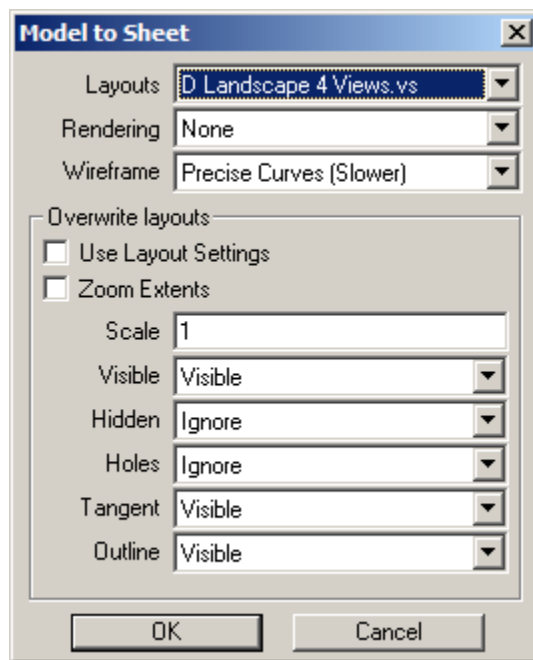 Model to Sheet
Layouts D Landscape 4 Views.vs
Rendering None
Wireframe Precise Curves (Slower)
Overwrite layouts
Use Layout Settings
Zoom Extents
Scale 1
Visible Visible
Hidden Ignore
Holes Ignore
Tangent Visible
Outline Visible
OK Cancel